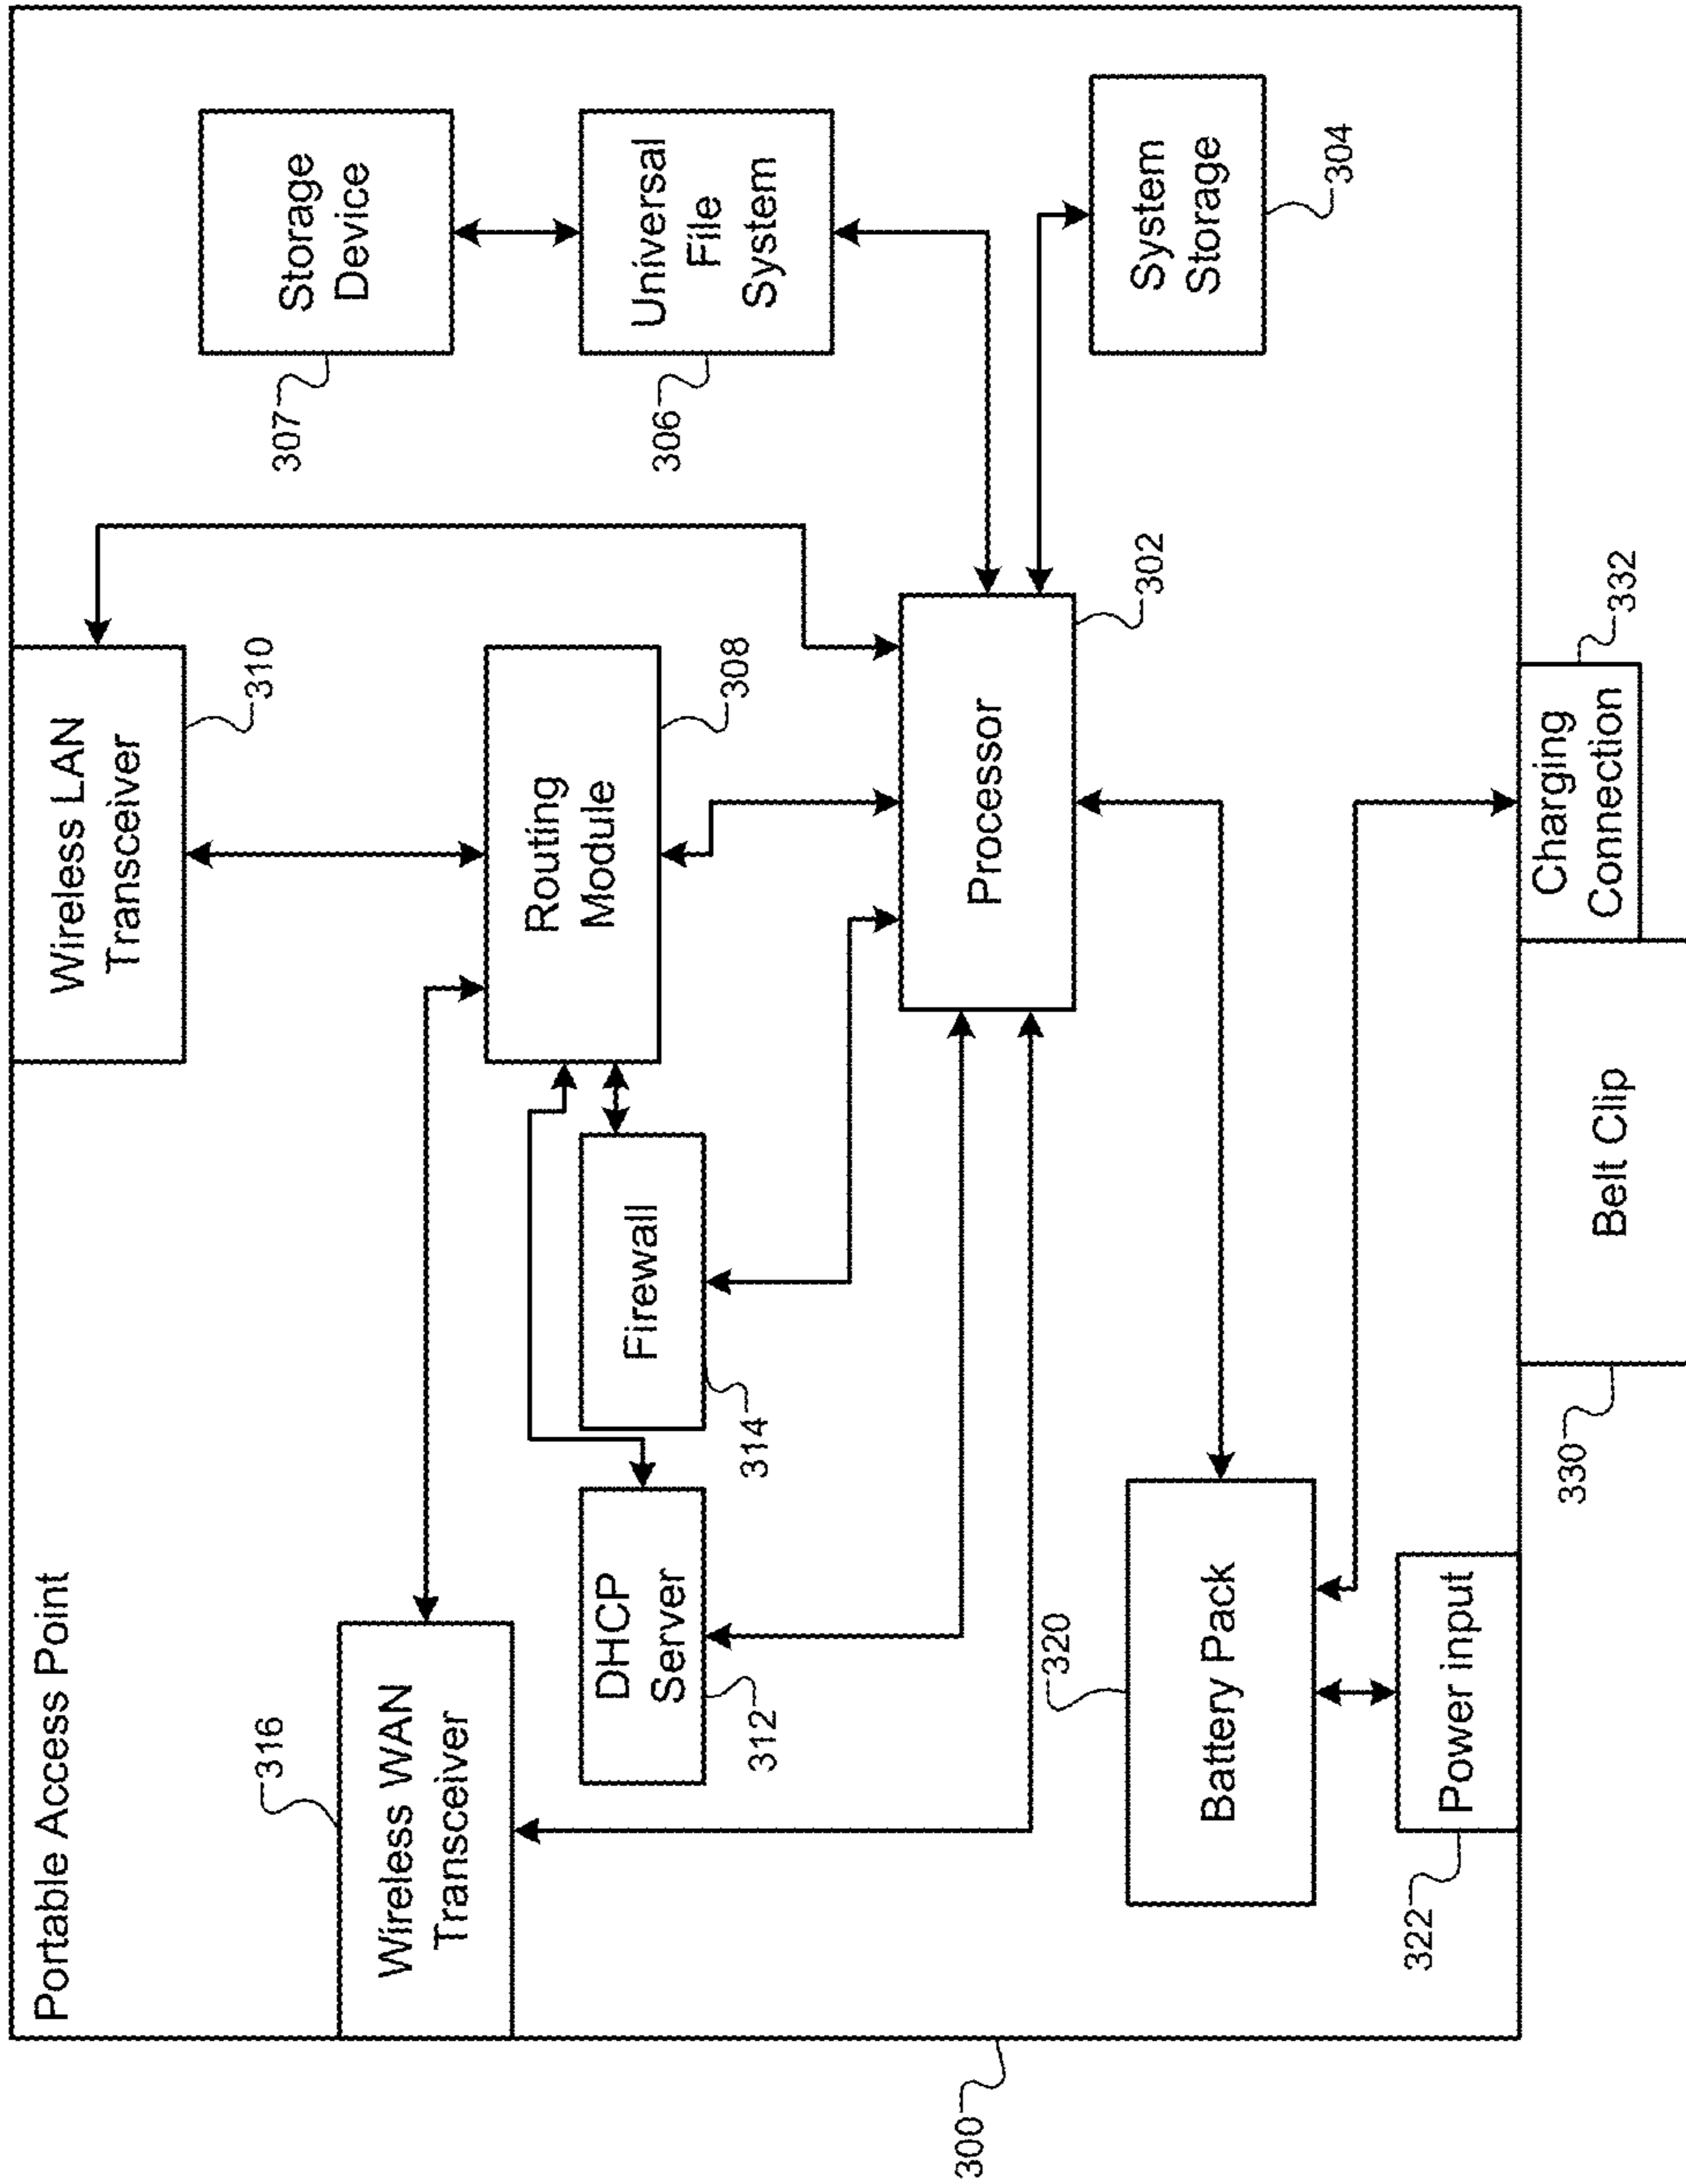 Portable Access Point
316
Wireless WAN
Transceiver
Wireless LAN
Transceiver
310
DHCP
Server
312
Firewall
314
Routing
Module
308
307
Storage
Device
306
Universal
File
System
Processor
302
System
Storage
304
320
Battery Pack
322
Power input
300
330
Belt Clip
Charging
Connection
332